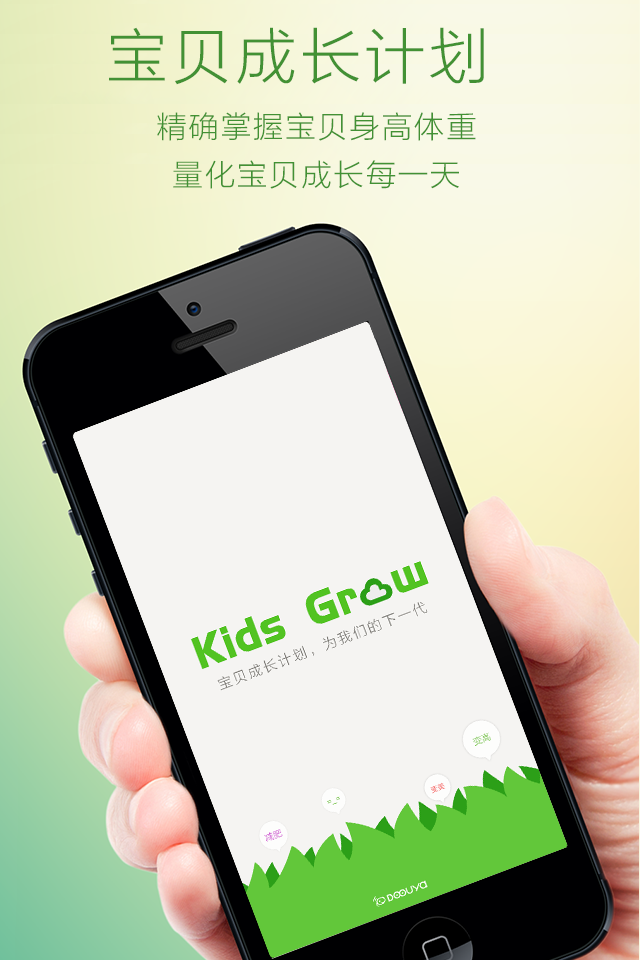 宝贝成长计划
精确掌握宝贝身高体重
量化宝贝成长每一天
Kids Grow
宝贝成长计划，为我们的下一代
变高
=_=
变美
减肥
DOOUYA